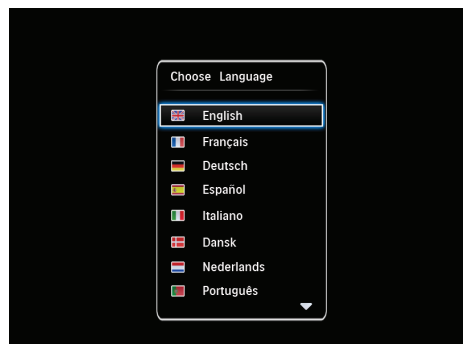 Choose Language
English
Français
Deutsch
Español
Italiano
Dansk
Nederlands
Português